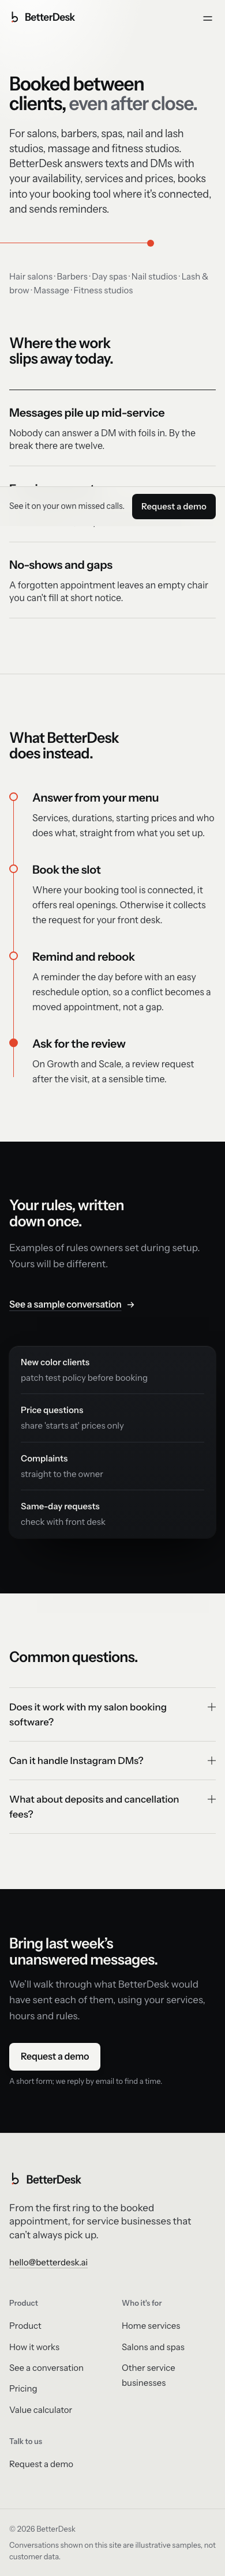 BetterDesk
Booked between
clients, even after close.
For salons, barbers, spas, nail and lash
studios, massage and fitness studios.
BetterDesk answers texts and DMs with
your availability, services and prices, books
into your booking tool where it's connected,
and sends reminders.
Hair salons · Barbers · Day spas · Nail studios · Lash &
brow · Massage · Fitness studios
Where the work
slips away today.
Messages pile up mid-service
Nobody can answer a DM with foils in. By the
break there are twelve.
See it on your own missed calls.
Request a demo
No-shows and gaps
A forgotten appointment leaves an empty chair
you can't fill at short notice.
What BetterDesk
does instead.
Answer from your menu
Services, durations, starting prices and who
does what, straight from what you set up.
Book the slot
Where your booking tool is connected, it
offers real openings. Otherwise it collects
the request for your front desk.
Remind and rebook
A reminder the day before with an easy
reschedule option, so a conflict becomes a
moved appointment, not a gap.
Ask for the review
On Growth and Scale, a review request
after the visit, at a sensible time.
Your rules, written
down once.
Examples of rules owners set during setup.
Yours will be different.
See a sample conversation →
New color clients
patch test policy before booking
Price questions
share 'starts at' prices only
Complaints
straight to the owner
Same-day requests
check with front desk
Common questions.
Does it work with my salon booking
software?
Can it handle Instagram DMs?
What about deposits and cancellation
fees?
Bring last week's
unanswered messages.
We'll walk through what BetterDesk would
have sent each of them, using your services,
hours and rules.
Request a demo
A short form; we reply by email to find a time.
BetterDesk
From the first ring to the booked
appointment, for service businesses that
can't always pick up.
hello@betterdesk.ai
Product
Product
How it works
See a conversation
Pricing
Value calculator
Who it's for
Home services
Salons and spas
Other service
businesses
Talk to us
Request a demo
© 2026 BetterDesk
Conversations shown on this site are illustrative samples, not
customer data.